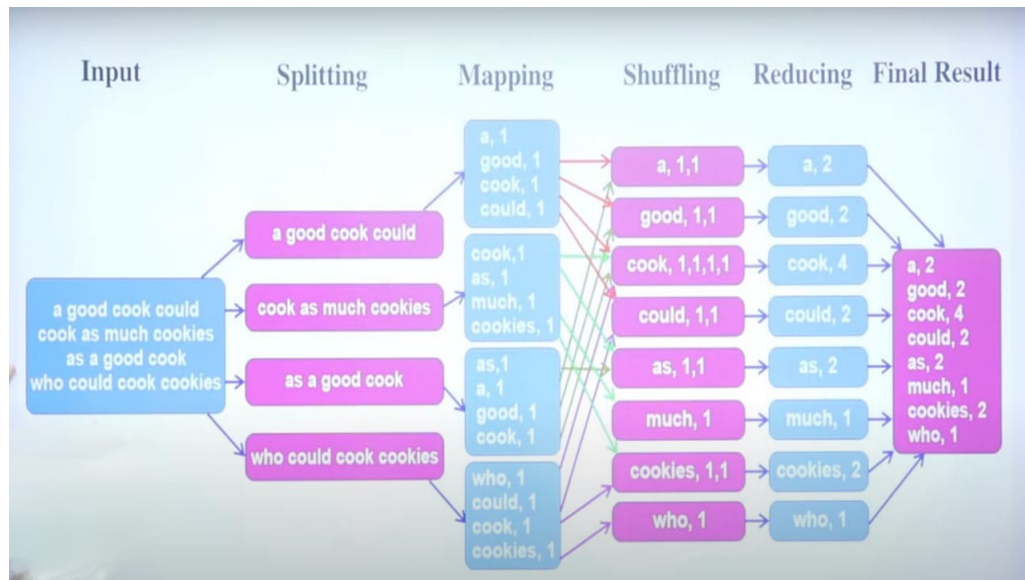 Input
Splitting
Mapping
Shuffling
Reducing
Final Result
a good cook could
cook as much cookies
as a good cook
who could cook cookies
a good cook could
cook as much cookies
as a good cook
who could cook cookies
a, 1
good, 1
cook, 1
could, 1
cook,1
as, 1
much, 1
cookies, 1
as,1
a, 1
good, 1
cook, 1
who, 1
could, 1
cook, 1
cookies, 1
a, 1,1
good, 1,1
cook, 1,1,1,1
could, 1,1
as, 1,1
much, 1
cookies, 1,1
who, 1
a, 2
good, 2
cook, 4
could, 2
as, 2
much, 1
cookies, 2
who, 1
a, 2
good, 2
cook, 4
could, 2
as, 2
much, 1
cookies, 2
who, 1